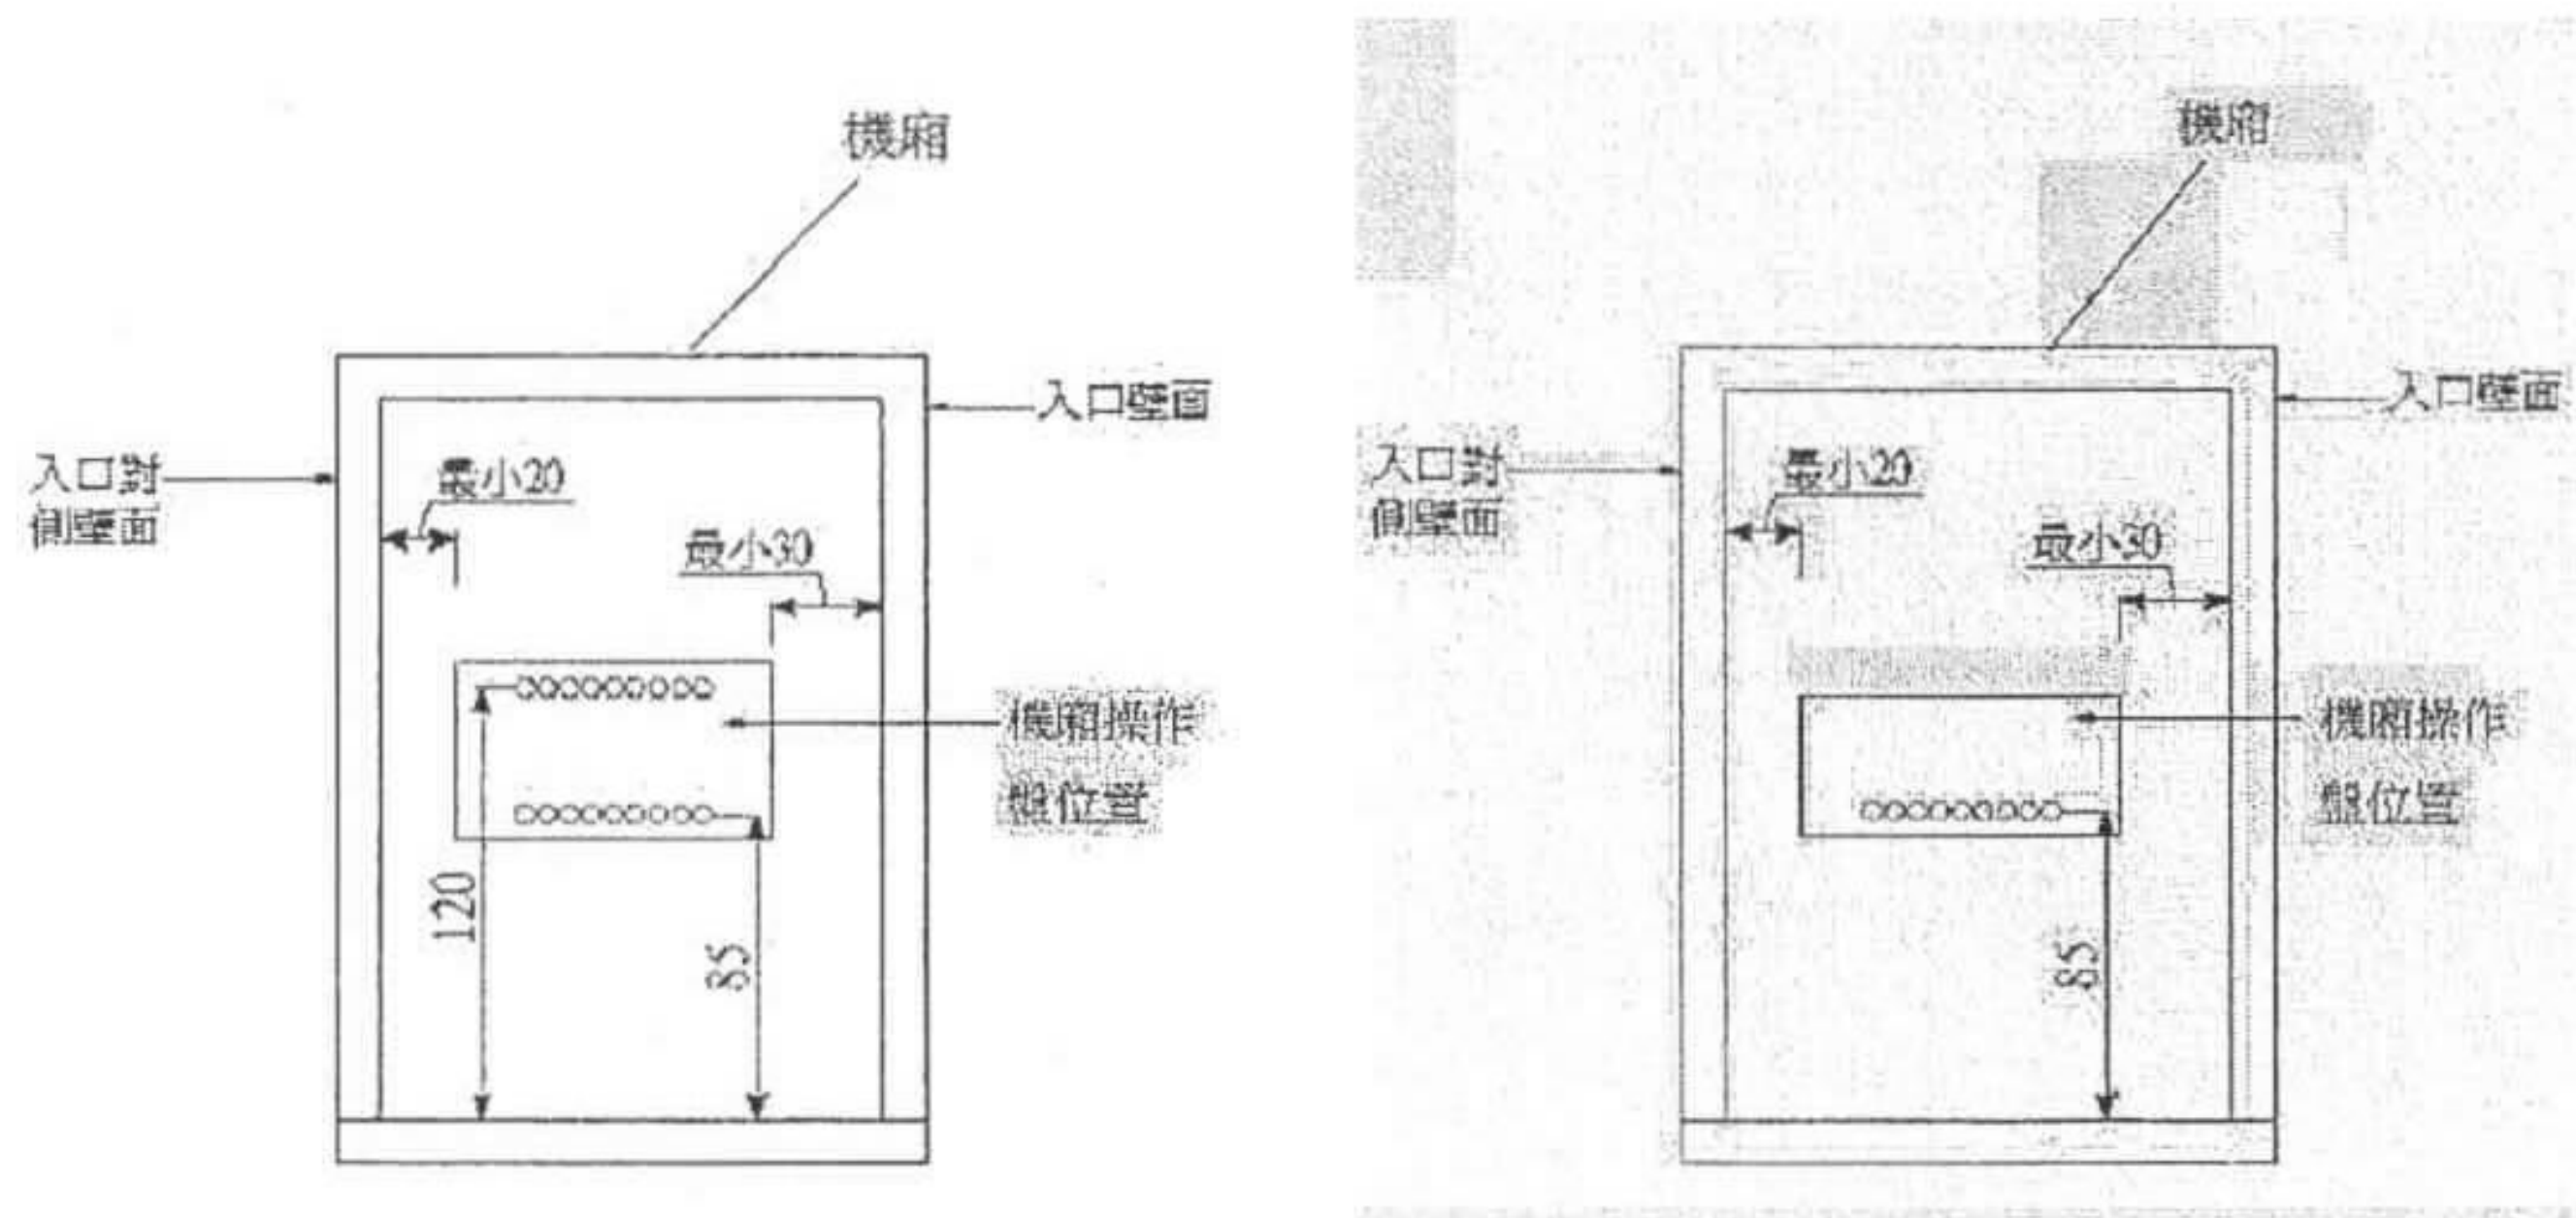 機廂
入口壁面
入口對
側壁面
最小20
最小30
機廂操作
盤位置
120
85
機廂
入口壁面
入口對
側壁面
最小20
最小30
機廂操作
盤位置
85